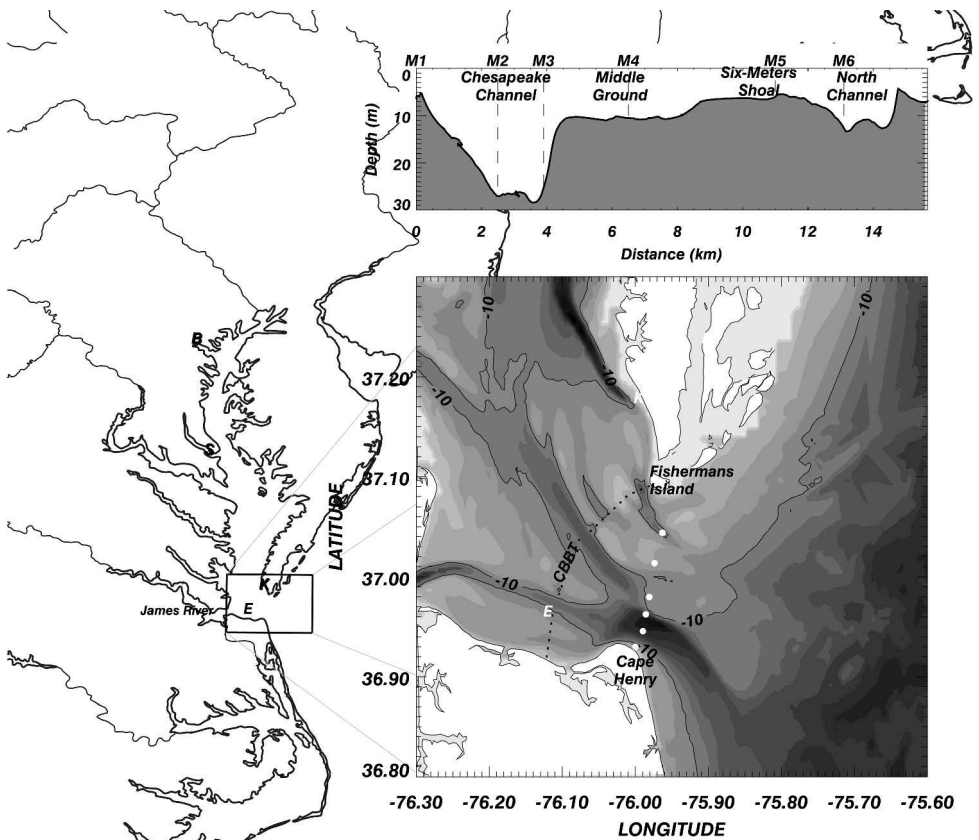 M1 M2 M3 M4 M5 M6
Chesapeake Channel
Middle Ground
Six-Meters Shoal
North Channel
0
10
20
30
Depth (m)
0 2 4 6 8 10 12 14
Distance (km)
B
S
K
E
James River
37.20
37.10
37.00
36.90
36.80
LATITUDE
-10
-10
-10
-10
-10
-10
10
K
Fishermans
Island
CBBT
E
Cape
Henry
-76.30 -76.20 -76.10 -76.00 -75.90 -75.80 -75.70 -75.60
LONGITUDE